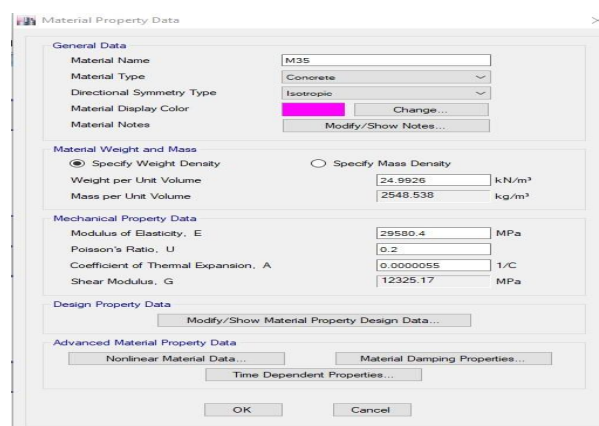 Material Property Data
General Data
Material Name M35
Material Type Concrete
Directional Symmetry Type Isotropic
Material Display Color Change...
Material Notes Modify/Show Notes...
Material Weight and Mass
Specify Weight Density Specify Mass Density
Weight per Unit Volume 24.9926 kN/m³
Mass per Unit Volume 2548.538 kg/m³
Mechanical Property Data
Modulus of Elasticity, E 29580.4 MPa
Poisson's Ratio, U 0.2
Coefficient of Thermal Expansion, A 0.0000055 1/C
Shear Modulus, G 12325.17 MPa
Design Property Data
Modify/Show Material Property Design Data...
Advanced Material Property Data
Nonlinear Material Data... Material Damping Properties...
Time Dependent Properties...
OK Cancel